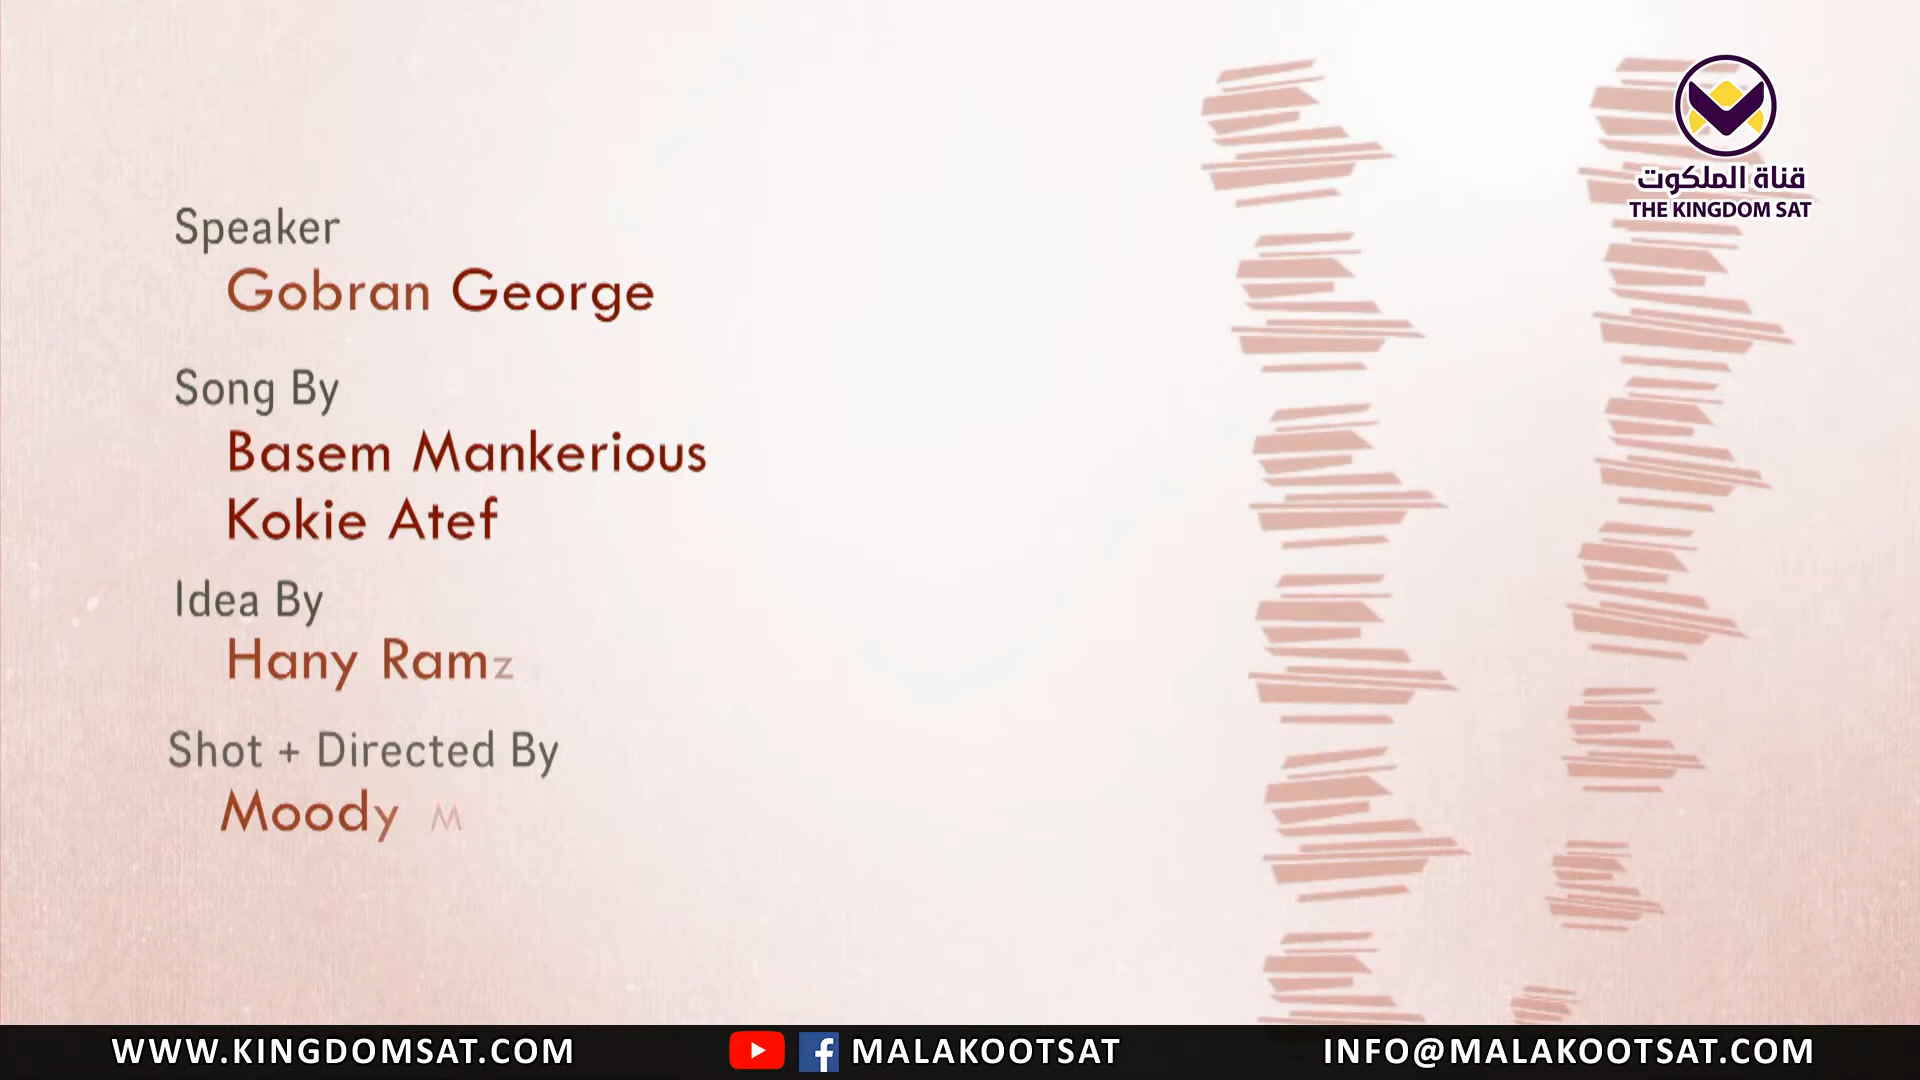 قناة الملكوت
THE KINGDOM SAT
Speaker
Gobran George
Song By
Basem Mankerious
Kokie Atef
Idea By
Hany Ramz
Shot + Directed By
Moody M
WWW.KINGDOMSAT.COM
MALAKOOTSAT
INFO@MALAKOOTSAT.COM